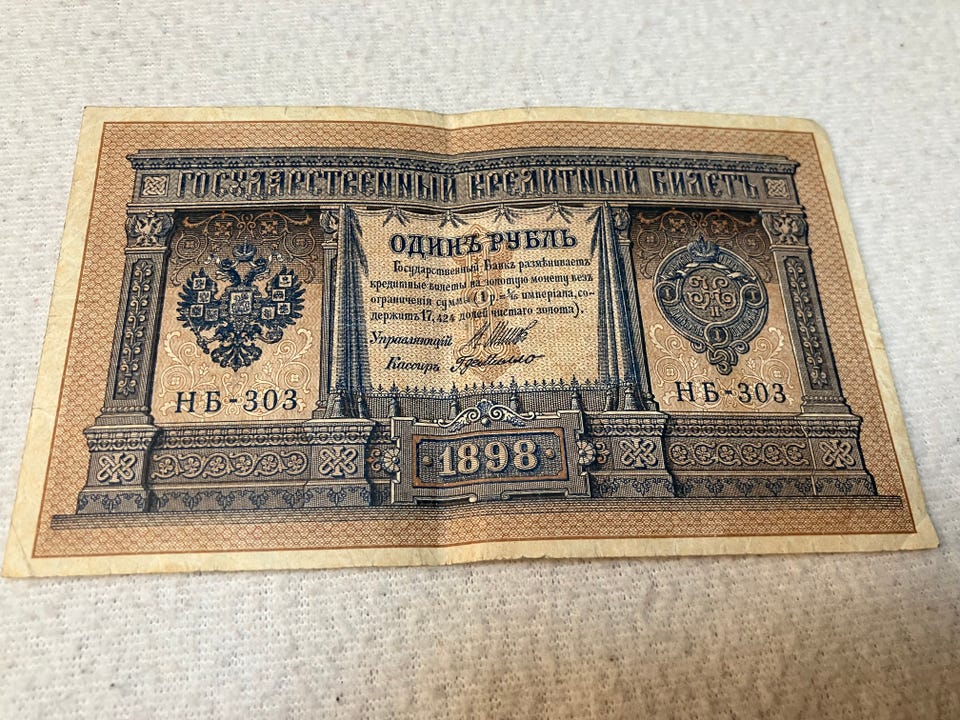 ГОСУДАРСТВЕННЫЙ КРЕДИТНЫЙ БИЛЕТЪ
ОДИНЪ РУБЛЬ
Государственный Банкъ размѣниваетъ
кредитные билеты на золотую монету безъ
ограниченія суммы (1 р. = 1/15 имперіала, со-
держитъ 17,424 долей чистаго золота).
Управляющій
Кассиръ
НБ-303
НБ-303
1898